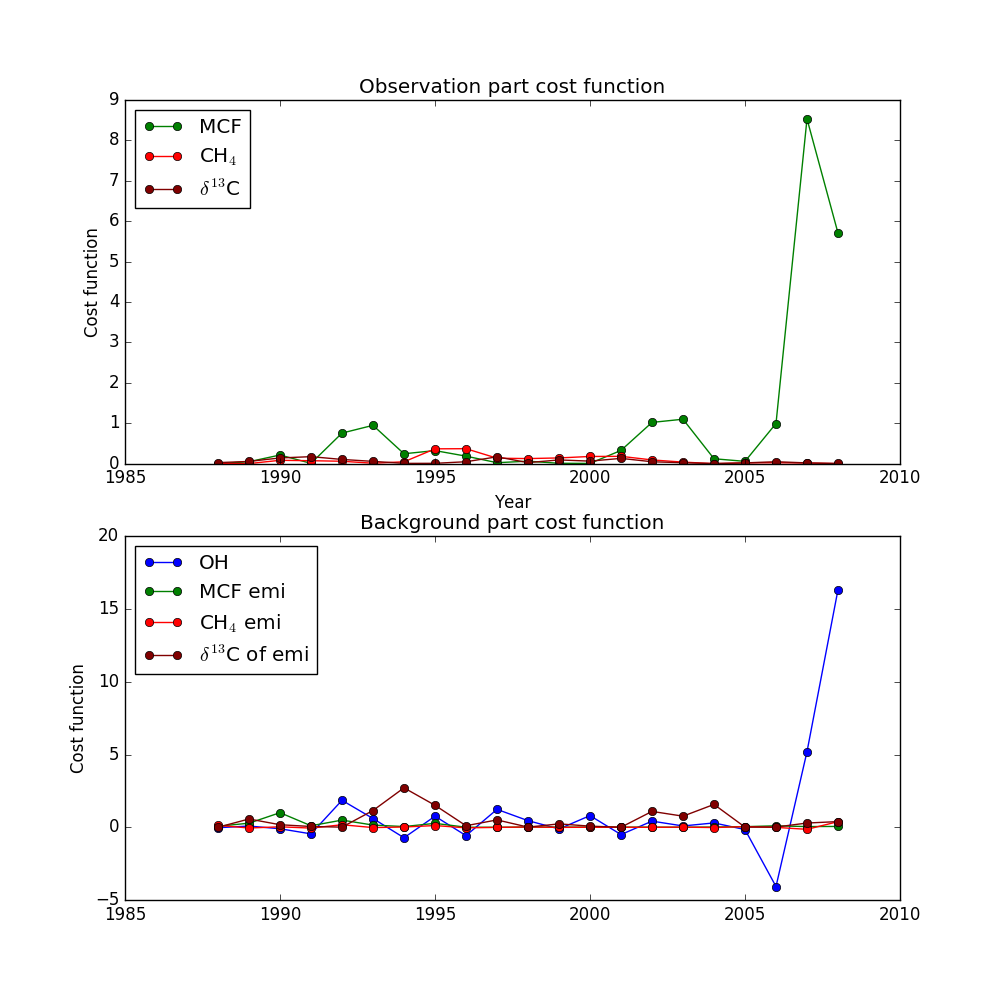 Observation part cost function
9
8
7
6
5
4
3
2
1
0
Cost function
MCF
CH₄
δ¹³C
1985 1990 1995 2000 2005 2010
Year
Background part cost function
20
15
10
5
0
−5
Cost function
OH
MCF emi
CH₄ emi
δ¹³C of emi
1985 1990 1995 2000 2005 2010